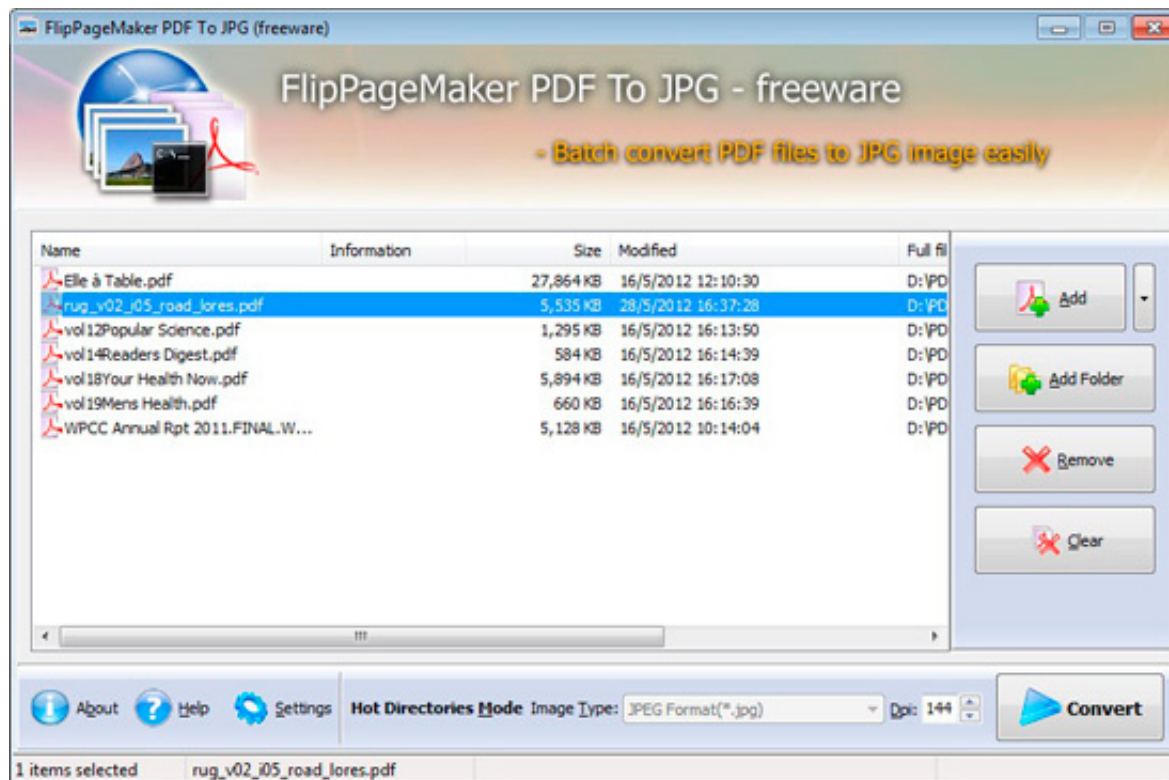 FlipPageMaker PDF To JPG (freeware)
FlipPageMaker PDF To JPG - freeware
- Batch convert PDF files to JPG image easily
Name Information Size Modified Full fil
Elle à Table.pdf 27,864 KB 16/5/2012 12:10:30 D:\PD
rug_v02_i05_road_lores.pdf 5,535 KB 28/5/2012 16:37:28 D:\PD
vol12Popular Science.pdf 1,295 KB 16/5/2012 16:13:50 D:\PD
vol14Readers Digest.pdf 584 KB 16/5/2012 16:14:39 D:\PD
vol18Your Health Now.pdf 5,894 KB 16/5/2012 16:17:08 D:\PD
vol19Mens Health.pdf 660 KB 16/5/2012 16:16:39 D:\PD
WPCC Annual Rpt 2011.FINAL.W... 5,128 KB 16/5/2012 10:14:04 D:\PD
Add
Add Folder
Remove
Clear
About Help Settings Hot Directories Mode Image Type: JPEG Format(*.jpg) Dpi: 144 Convert
1 items selected rug_v02_i05_road_lores.pdf